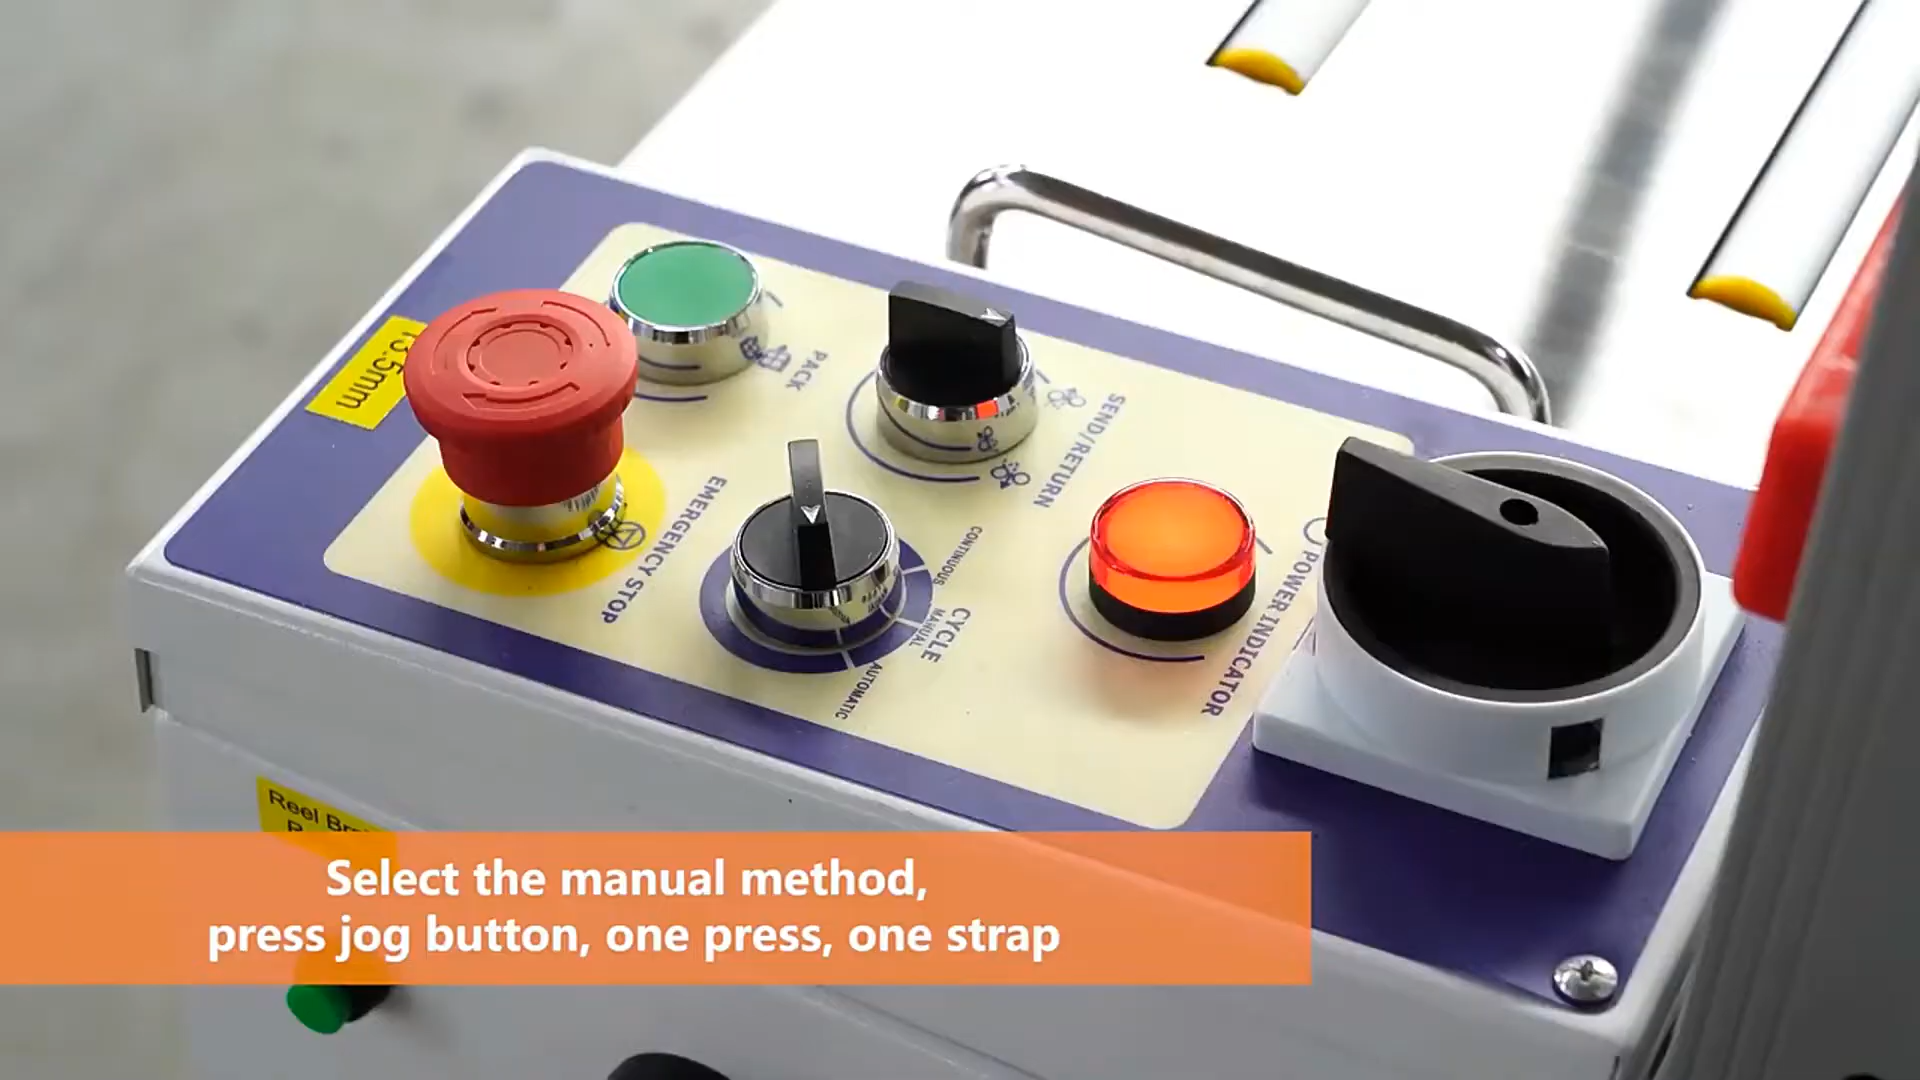 13.5mm
PACK
SEND/RETURN
EMERGENCY STOP
CONTINUOUS
MANUAL
CYCLE
AUTOMATIC
POWER INDICATOR
Reel
Select the manual method,
press jog button, one press, one strap